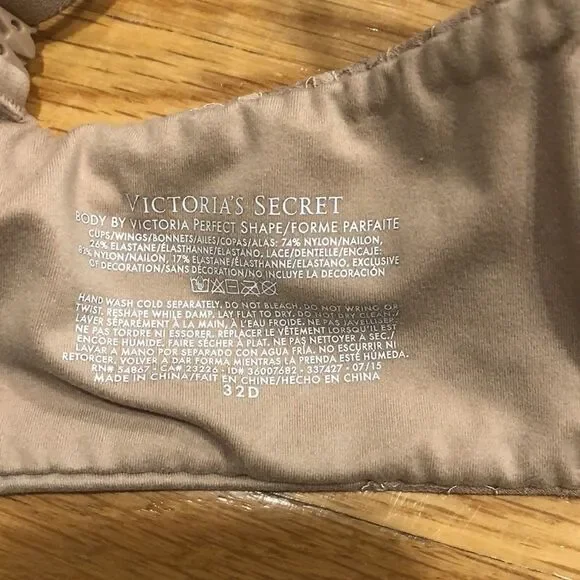 VICTORIA'S SECRET
BODY BY VICTORIA PERFECT SHAPE/FORME PARFAITE
CUPS/WINGS/BONNETS/AILES/COPAS/ALAS: 74% NYLON/NAILON,
26% ELASTANE/ÉLASTHANNE/ELASTANO. LACE/DENTELLE/ENCAJE:
83% NYLON/NAILON, 17% ELASTANE/ÉLASTHANNE/ELASTANO. EXCLUSIVE
OF DECORATION/SANS DÉCORATION/NO INCLUYE LA DECORACIÓN
HAND WASH COLD SEPARATELY. DO NOT BLEACH. DO NOT WRING OR
TWIST. RESHAPE WHILE DAMP. LAY FLAT TO DRY. DO NOT DRY CLEAN./
LAVER SÉPARÉMENT À LA MAIN, À L'EAU FROIDE. NE PAS JAVELLISER.
NE PAS TORDRE NI ESSORER. REPLACER LE VÊTEMENT LORSQU'IL EST
ENCORE HUMIDE. FAIRE SÉCHER À PLAT. NE PAS NETTOYER À SEC./
LAVAR A MANO POR SEPARADO CON AGUA FRÍA. NO ESCURRIR NI
RETORCER. VOLVER A DAR FORMA MIENTRAS LA PRENDA ESTÉ HÚMEDA.
RN# 54867 • CA# 23226 • ID# 36007682 • 337427 • 07/15
MADE IN CHINA/FAIT EN CHINE/HECHO EN CHINA
32D